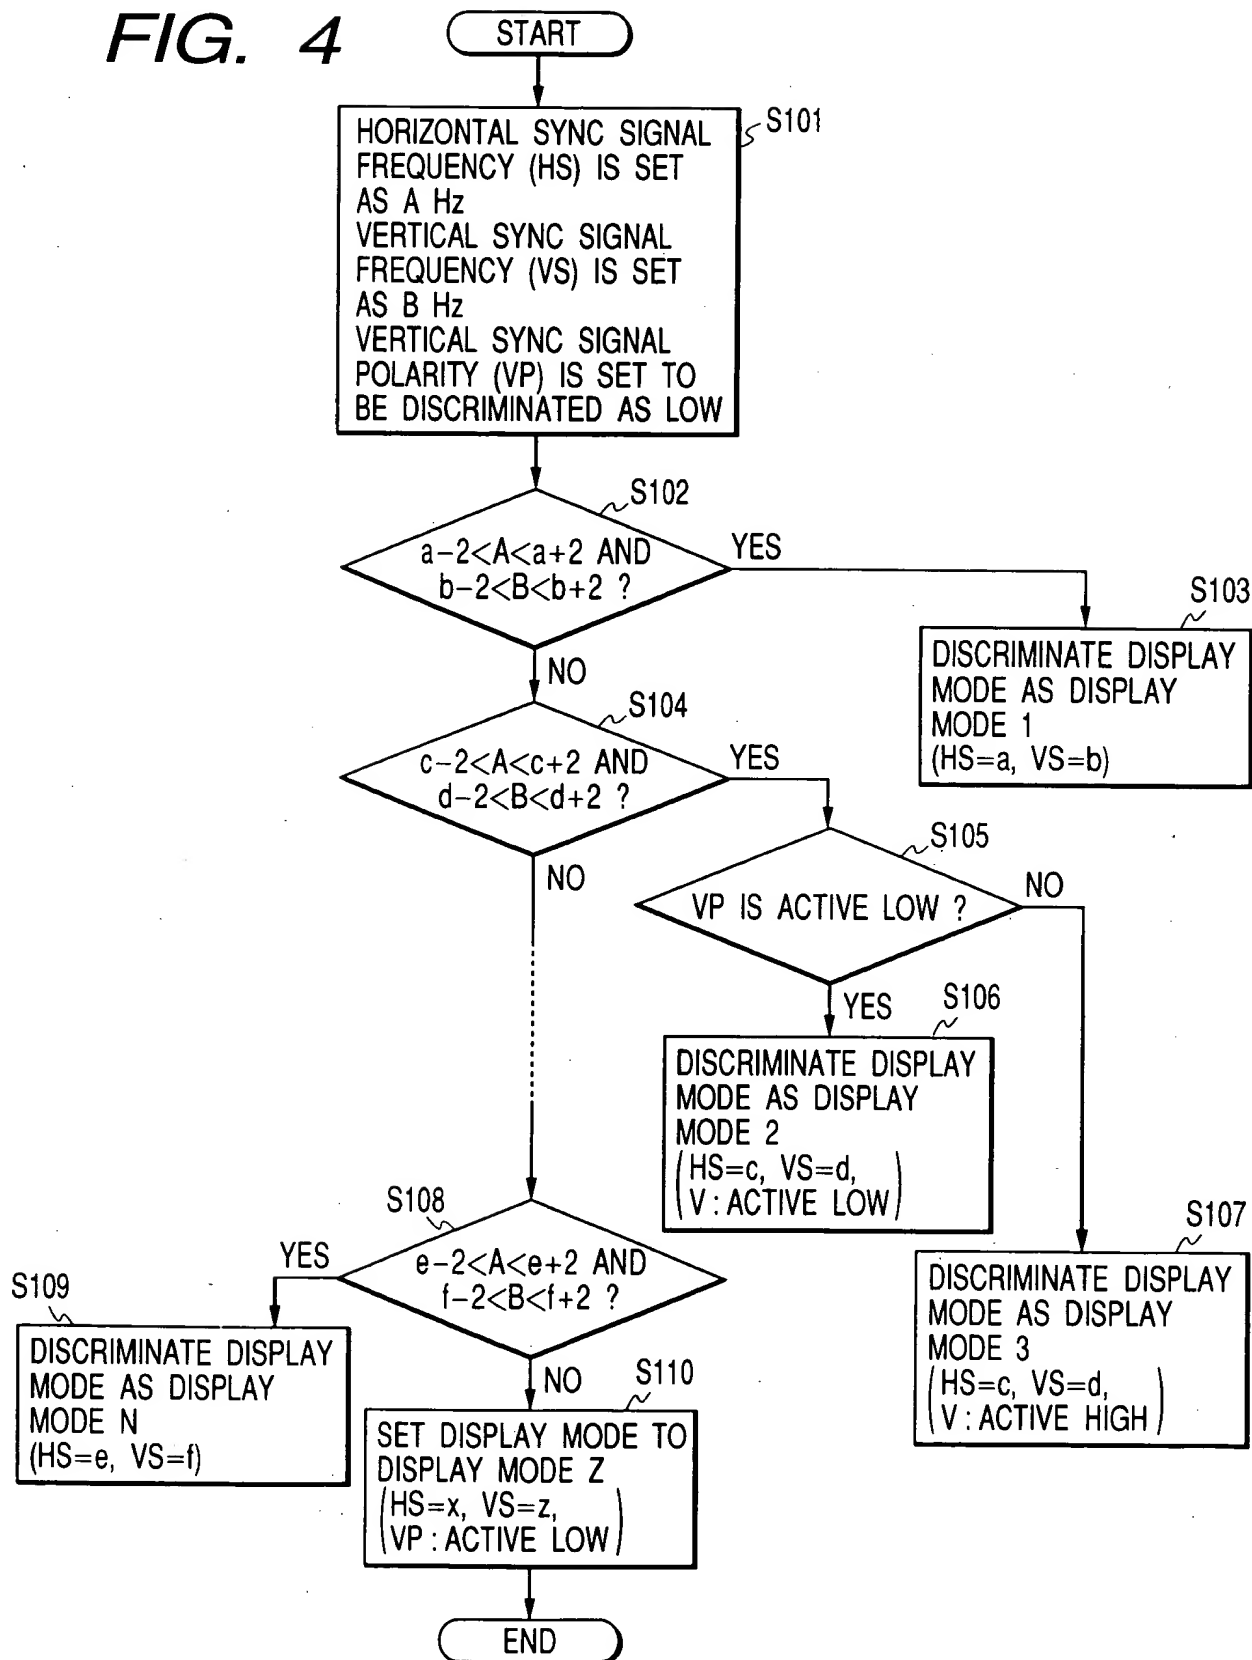 FIG. 4
START
S101
HORIZONTAL SYNC SIGNAL
FREQUENCY (HS) IS SET
AS A Hz
VERTICAL SYNC SIGNAL
FREQUENCY (VS) IS SET
AS B Hz
VERTICAL SYNC SIGNAL
POLARITY (VP) IS SET TO
BE DISCRIMINATED AS LOW
S102
a-2<A<a+2 AND
b-2<B<b+2 ?
YES
NO
S103
DISCRIMINATE DISPLAY
MODE AS DISPLAY
MODE 1
(HS=a, VS=b)
S104
c-2<A<c+2 AND
d-2<B<d+2 ?
YES
NO
S105
VP IS ACTIVE LOW ?
NO
YES
S106
DISCRIMINATE DISPLAY
MODE AS DISPLAY
MODE 2
(HS=c, VS=d,
V : ACTIVE LOW)
S107
DISCRIMINATE DISPLAY
MODE AS DISPLAY
MODE 3
(HS=c, VS=d,
V : ACTIVE HIGH)
S108
e-2<A<e+2 AND
f-2<B<f+2 ?
YES
NO
S109
DISCRIMINATE DISPLAY
MODE AS DISPLAY
MODE N
(HS=e, VS=f)
S110
SET DISPLAY MODE TO
DISPLAY MODE Z
(HS=x, VS=z,
VP : ACTIVE LOW)
END